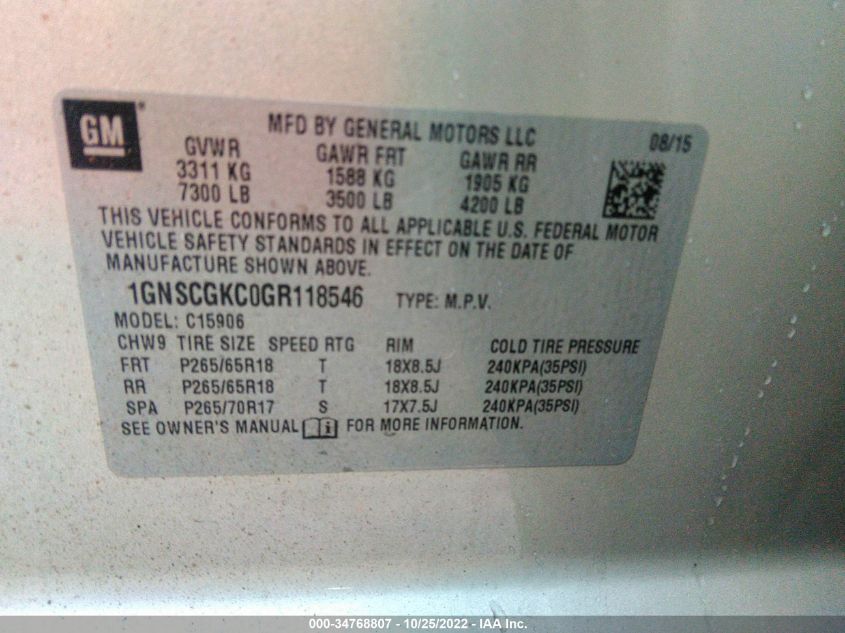 GM
MFD BY GENERAL MOTORS LLC 08/15
GVWR GAWR FRT GAWR RR
3311 KG 1588 KG 1905 KG
7300 LB 3500 LB 4200 LB
THIS VEHICLE CONFORMS TO ALL APPLICABLE U.S. FEDERAL MOTOR
VEHICLE SAFETY STANDARDS IN EFFECT ON THE DATE OF
MANUFACTURE SHOWN ABOVE.
1GNSCGKC0GR118546 TYPE: M.P.V.
MODEL: C15906
CHW9 TIRE SIZE SPEED RTG RIM COLD TIRE PRESSURE
FRT P265/65R18 T 18X8.5J 240KPA(35PSI)
RR P265/65R18 T 18X8.5J 240KPA(35PSI)
SPA P265/70R17 S 17X7.5J 240KPA(35PSI)
SEE OWNER'S MANUAL i FOR MORE INFORMATION.
000-34768807 - 10/25/2022 - IAA Inc.